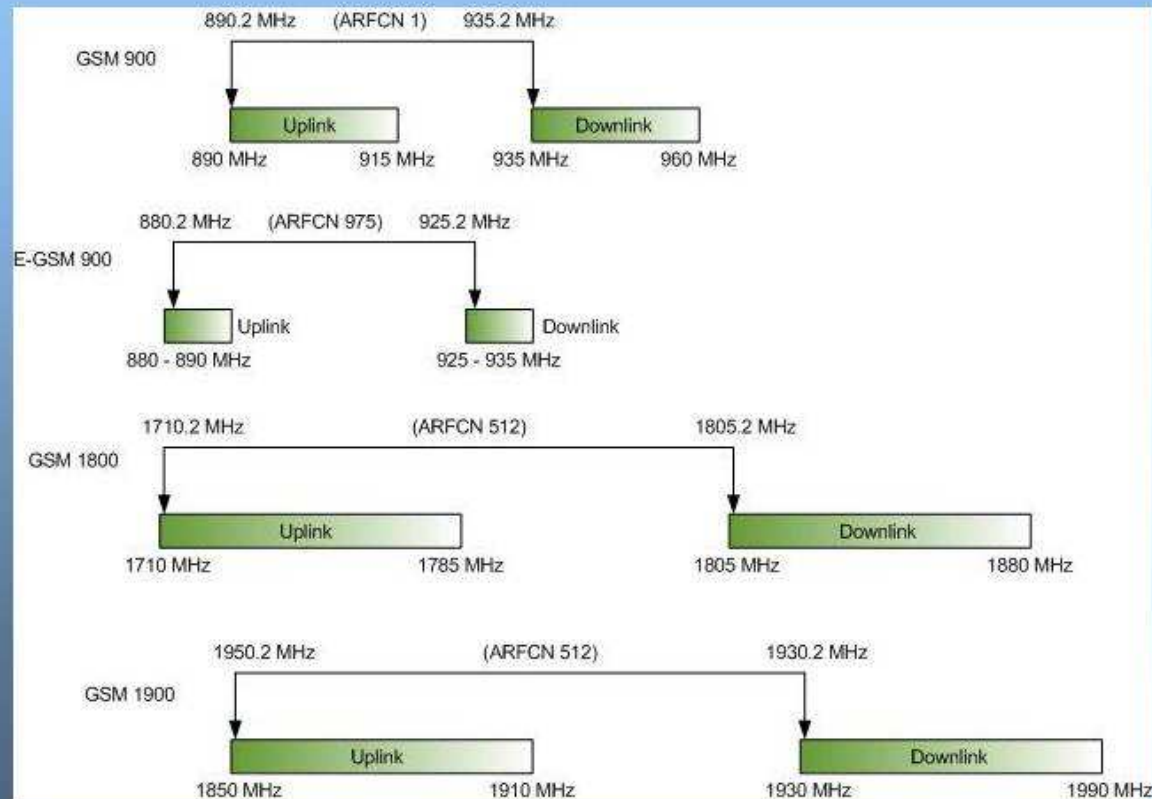 890.2 MHz (ARFCN 1) 935.2 MHz
GSM 900
Uplink Downlink
890 MHz 915 MHz 935 MHz 960 MHz
880.2 MHz (ARFCN 975) 925.2 MHz
E-GSM 900
Uplink Downlink
880 - 890 MHz 925 - 935 MHz
1710.2 MHz (ARFCN 512) 1805.2 MHz
GSM 1800
Uplink Downlink
1710 MHz 1785 MHz 1805 MHz 1880 MHz
1950.2 MHz (ARFCN 512) 1930.2 MHz
GSM 1900
Uplink Downlink
1850 MHz 1910 MHz 1930 MHz 1990 MHz